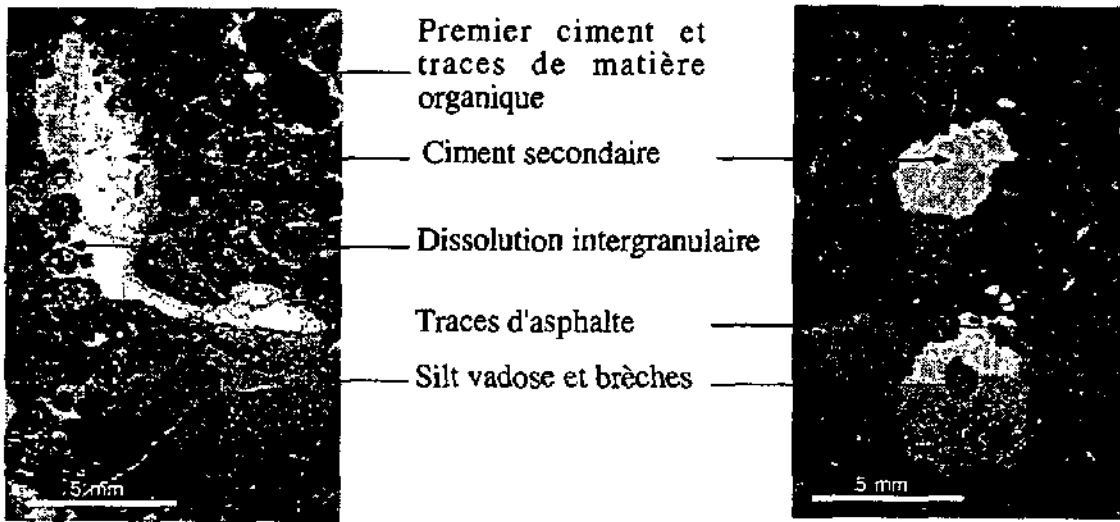 Premier ciment et
traces de matière
organique
Ciment secondaire
Dissolution intergranulaire
Traces d'asphalte
Silt vadose et brèches
5 mm
5 mm